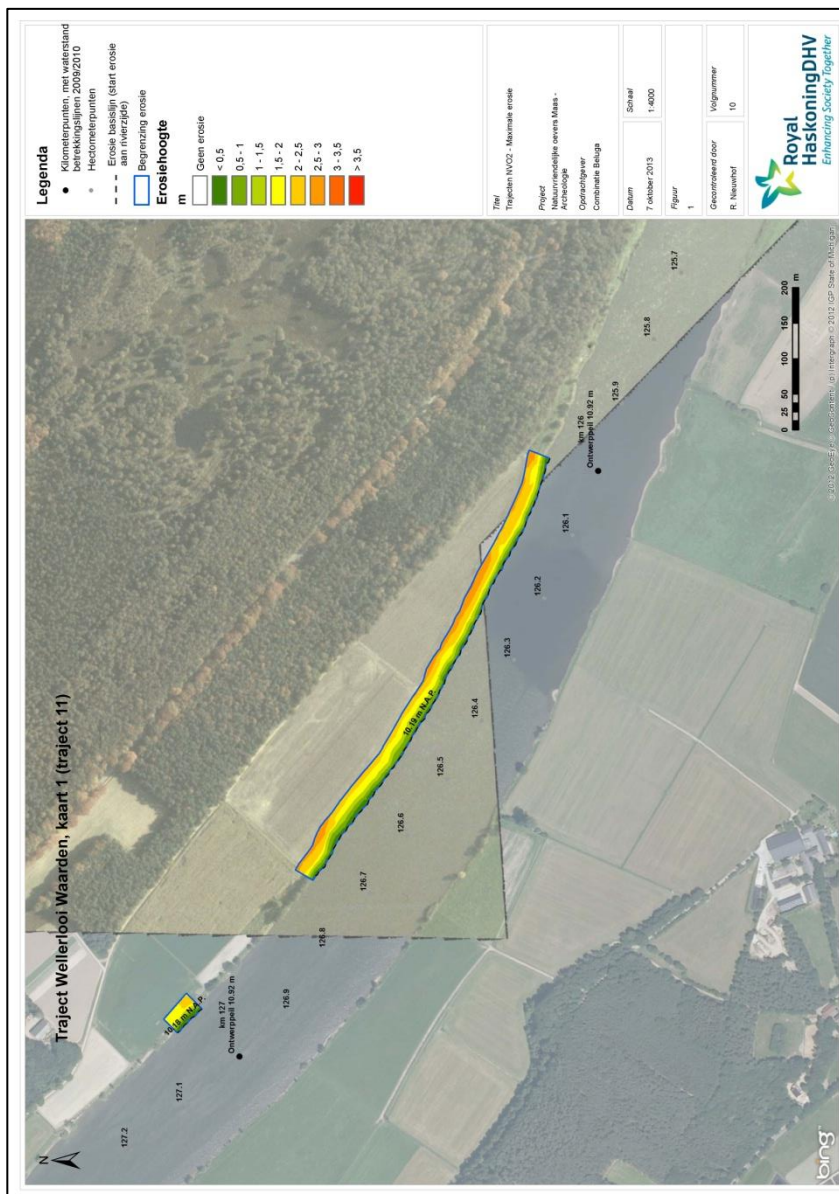 Traject Wellerlooi Waarden, kaart 1 (traject 11)
N
127.2
127.1
10.19 m N.A.P.
km 127
Ontwerppeil 10.92 m
126.9
126.8
126.7
126.6
126.5
10.19 m N.A.P.
126.4
126.3
126.2
126.1
km 126
Ontwerppeil 10.92 m
125.9
125.8
125.7
0 25 50 100 150 200
m
bing
Legenda
Kilometerpunten, met waterstand
betrekkingslijnen 2009/2010
Hectometerpunten
Erosie basislijn (start erosie
aan rivierzijde)
Begrenzing erosie
Erosiehoogte
m
Geen erosie
< 0,5
0,5 - 1
1 - 1,5
1,5 - 2
2 - 2,5
2,5 - 3
3 - 3,5
> 3,5
Titel
Trajecten NVO2 - Maximale erosie
Project
Natuurvriendelijke oevers Maas -
Archeologie
Opdrachtgever
Combinatie Beluga
Datum
7 oktober 2013
Schaal
1:4000
Figuur
1
Gecontroleerd door
R. Nieuwhof
Volgnummer
10
Royal
HaskoningDHV
Enhancing Society Together